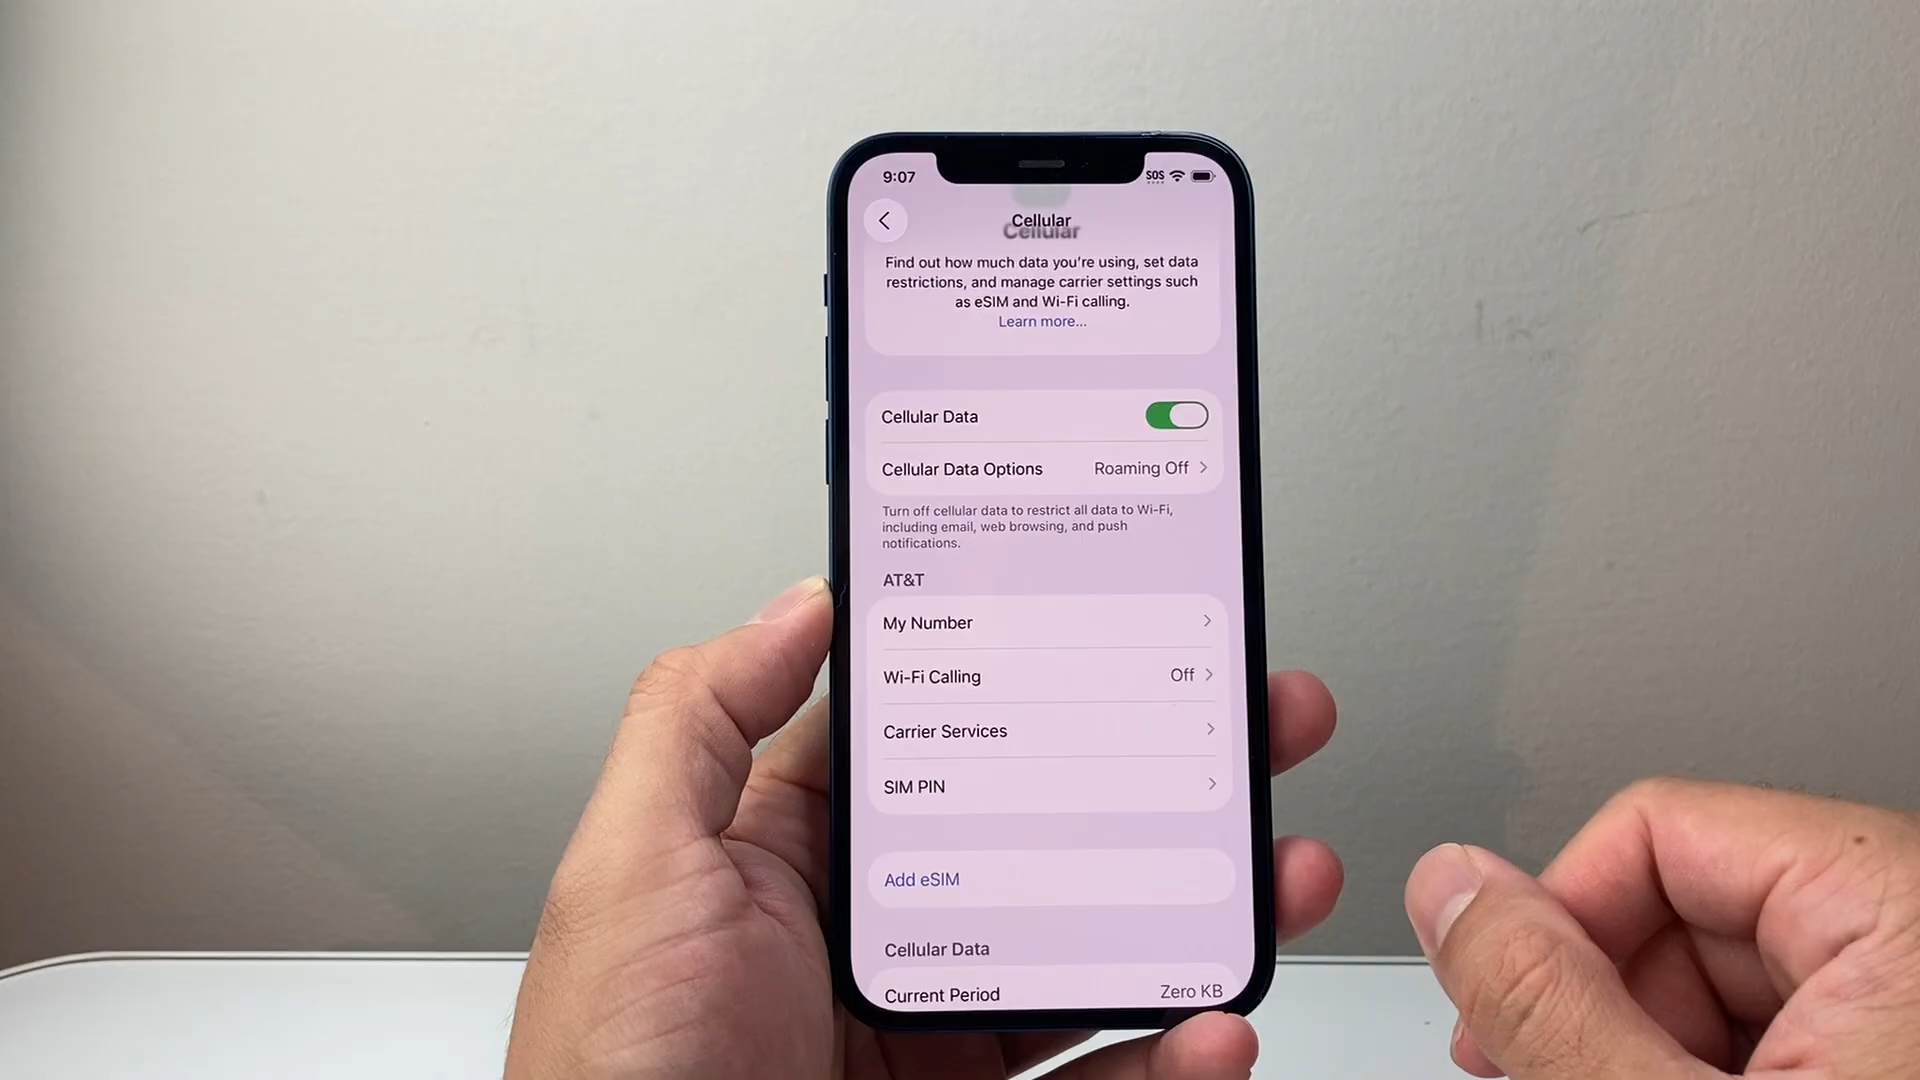 9:07
SOS
Cellular
Cellular
Find out how much data you're using, set data
restrictions, and manage carrier settings such
as eSIM and Wi-Fi calling.
Learn more...
Cellular Data
Cellular Data Options Roaming Off
Turn off cellular data to restrict all data to Wi-Fi,
including email, web browsing, and push
notifications.
AT&T
My Number
Wi-Fi Calling Off
Carrier Services
SIM PIN
Add eSIM
Cellular Data
Current Period Zero KB